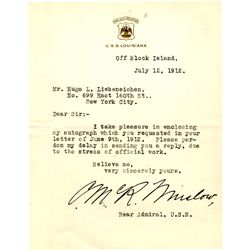 U.S.S. LOUISIANA
Off Block Island,
July 12, 1912.
Mr. Hugo L. Liebeneichen,
No. 699 East 160th St..
New York City.
Dear Sir:-
I take pleasure in enclosing
my autograph which you requested in your
letter of June 9th, 1912. Please par-
don my delay in sending you a reply, due
to the stress of official work.
Believe me,
very sincerely yours,
C. McR. Winslow,
Rear Admiral, U.S.N.